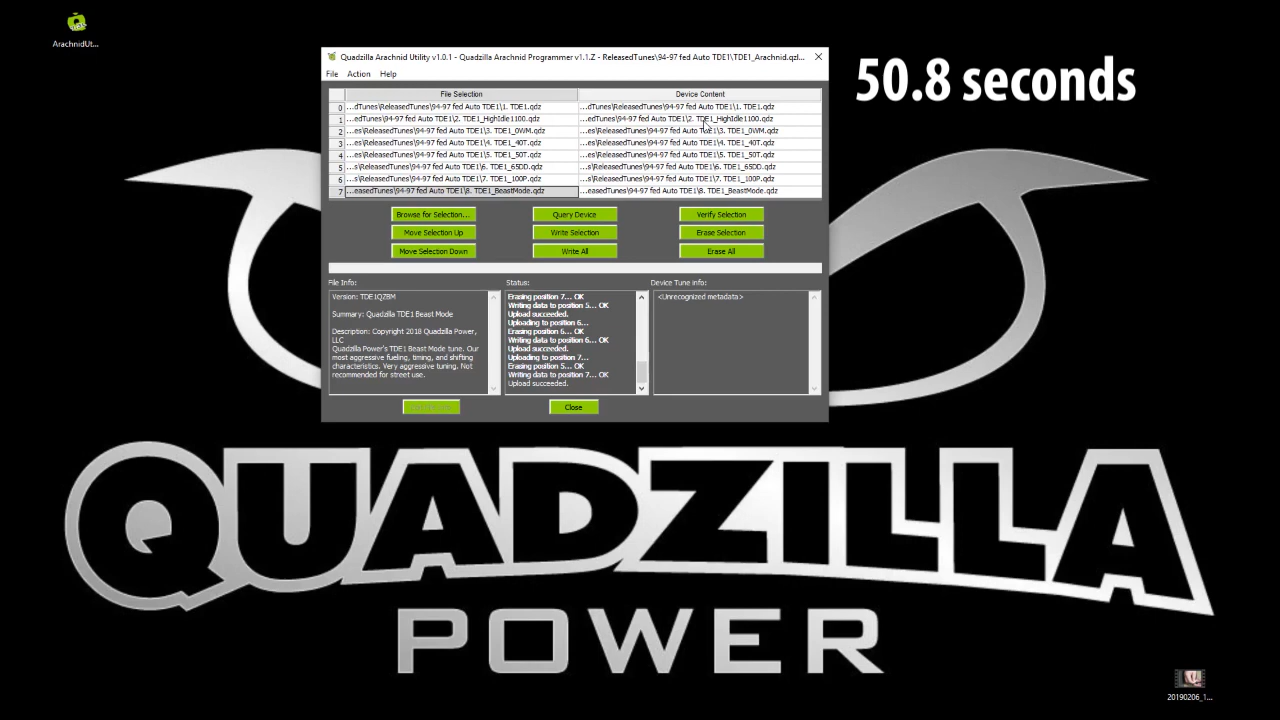 ArachnidUt...
Quadzilla Arachnid Utility v1.0.1 - Quadzilla Arachnid Programmer v1.1.Z - ReleasedTunes\94-97 fed Auto TDE1\TDE1_Arachnid.qzl...
50.8 seconds
File Action Help
File Selection Device Content
0 ...dTunes\ReleasedTunes\94-97 fed Auto TDE1\1. TDE1.qdz ...dTunes\ReleasedTunes\94-97 fed Auto TDE1\1. TDE1.qdz
1 ...edTunes\94-97 fed Auto TDE1\2. TDE1_HighIdle1100.qdz ...edTunes\94-97 fed Auto TDE1\2. TDE1_HighIdle1100.qdz
2 ...es\ReleasedTunes\94-97 fed Auto TDE1\3. TDE1_0WM.qdz ...es\ReleasedTunes\94-97 fed Auto TDE1\3. TDE1_0WM.qdz
3 ...es\ReleasedTunes\94-97 fed Auto TDE1\4. TDE1_40T.qdz ...es\ReleasedTunes\94-97 fed Auto TDE1\4. TDE1_40T.qdz
4 ...es\ReleasedTunes\94-97 fed Auto TDE1\5. TDE1_50T.qdz ...es\ReleasedTunes\94-97 fed Auto TDE1\5. TDE1_50T.qdz
5 ...s\ReleasedTunes\94-97 fed Auto TDE1\6. TDE1_65DD.qdz ...s\ReleasedTunes\94-97 fed Auto TDE1\6. TDE1_65DD.qdz
6 ...s\ReleasedTunes\94-97 fed Auto TDE1\7. TDE1_100P.qdz ...s\ReleasedTunes\94-97 fed Auto TDE1\7. TDE1_100P.qdz
7 ...easedTunes\94-97 fed Auto TDE1\8. TDE1_BeastMode.qdz ...easedTunes\94-97 fed Auto TDE1\8. TDE1_BeastMode.qdz
Browse for Selection... Query Device Verify Selection
Move Selection Up Write Selection Erase Selection
Move Selection Down Write All Erase All
File Info:
Version: TDE1QZBM
Summary: Quadzilla TDE1 Beast Mode
Description: Copyright 2018 Quadzilla Power,
LLC
Quadzilla Power's TDE1 Beast Mode tune. Our
most aggressive fueling, timing, and shifting
characteristics. Very aggressive tuning. Not
recommended for street use.
Status:
Erasing position 7... OK
Writing data to position 5... OK
Upload succeeded.
Uploading to position 6...
Erasing position 6... OK
Writing data to position 6... OK
Upload succeeded.
Uploading to position 7...
Erasing position 5... OK
Writing data to position 7... OK
Upload succeeded.
Device Tune Info:
<Unrecognized metadata>
Close
QUADZILLA
POWER
20190206_1...